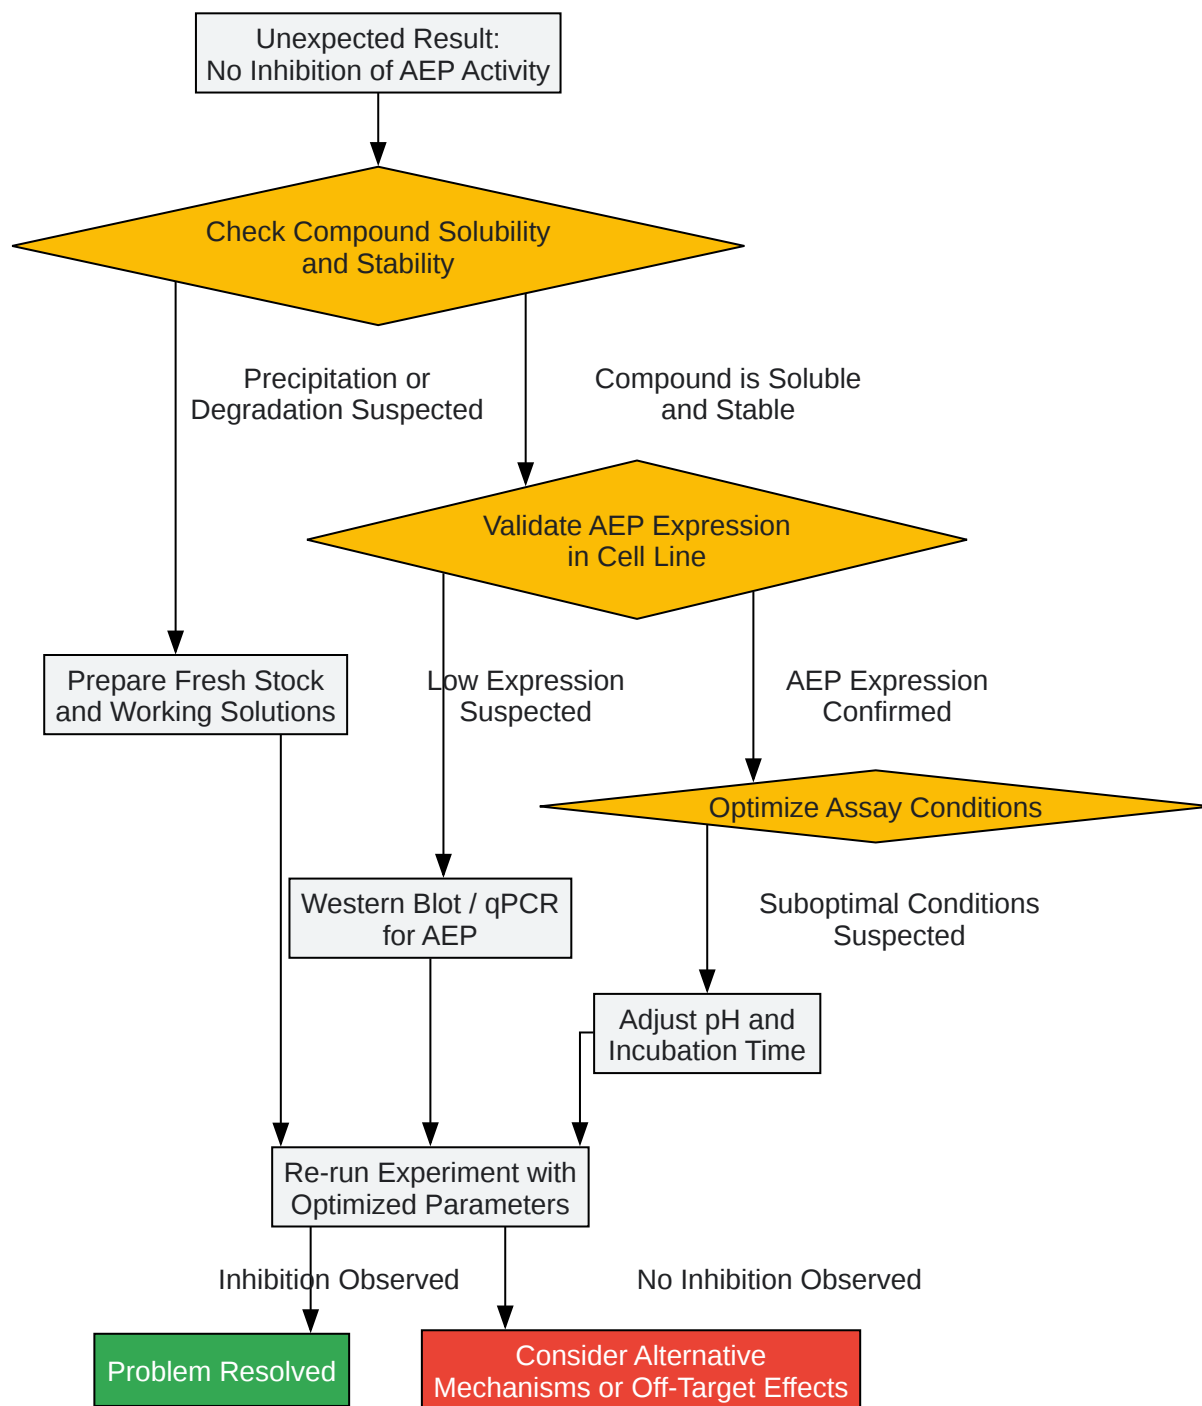 Unexpected Result:
No Inhibition of AEP Activity
Check Compound Solubility
and Stability
Precipitation or
Degradation Suspected
Compound is Soluble
and Stable
Validate AEP Expression
in Cell Line
Prepare Fresh Stock
and Working Solutions
Low Expression
Suspected
AEP Expression
Confirmed
Optimize Assay Conditions
Western Blot / qPCR
for AEP
Suboptimal Conditions
Suspected
Adjust pH and
Incubation Time
Re-run Experiment with
Optimized Parameters
Inhibition Observed
No Inhibition Observed
Problem Resolved
Consider Alternative
Mechanisms or Off-Target Effects